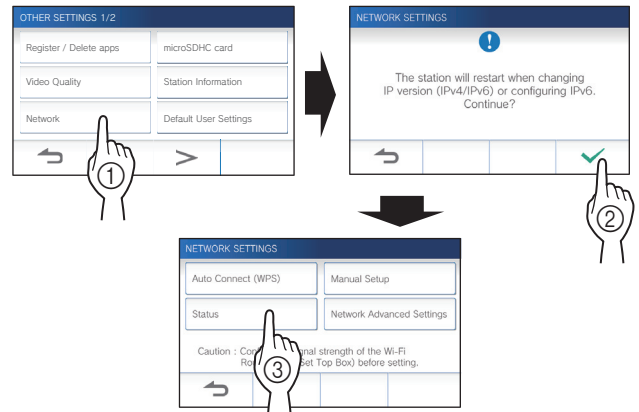 OTHER SETTINGS 1/2
Register / Delete apps
microSDHC card
Video Quality
Station Information
Network
Default User Settings
1
NETWORK SETTINGS
!
The station will restart when changing
IP version (IPv4/IPv6) or configuring IPv6.
Continue?
2
NETWORK SETTINGS
Auto Connect (WPS)
Manual Setup
Status
Network Advanced Settings
Caution : strength of the Wi-Fi
Set Top Box) before setting.
3